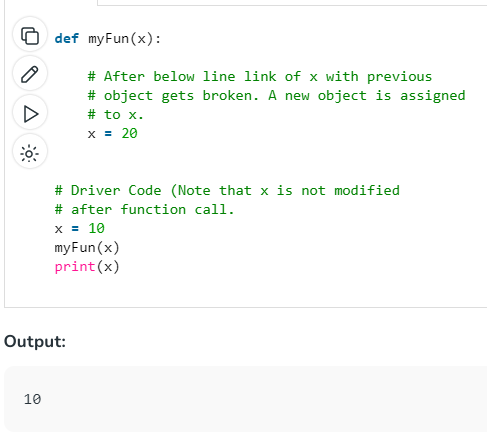 def myFun(x):
# After below line link of x with previous
# object gets broken. A new object is assigned
# to x.
x = 20
# Driver Code (Note that x is not modified
# after function call.
x = 10
myFun(x)
print(x)
Output:
10